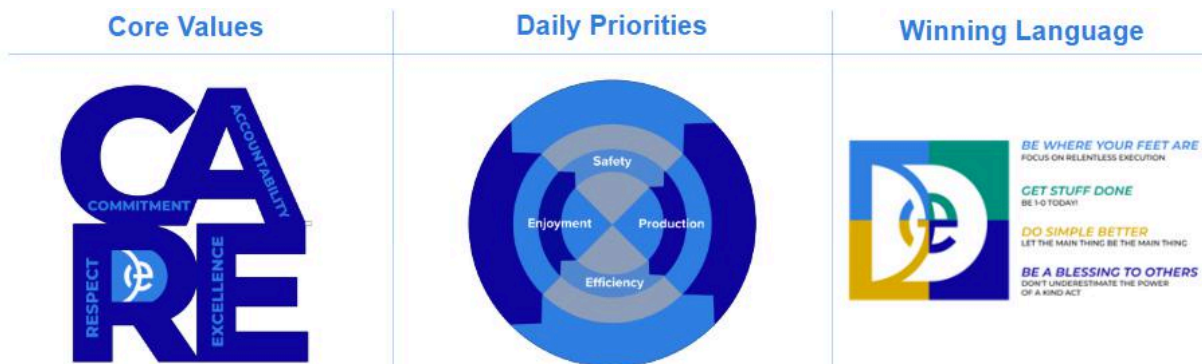 Core Values
CARE
COMMITMENT
ACCOUNTABILITY
RESPECT
EXCELLENCE
Daily Priorities
Safety
Enjoyment
Production
Efficiency
Winning Language
BE WHERE YOUR FEET ARE
FOCUS ON RELENTLESS EXECUTION
GET STUFF DONE
BE 1-0 TODAY!
DO SIMPLE BETTER
LET THE MAIN THING BE THE MAIN THING
BE A BLESSING TO OTHERS
DON'T UNDERESTIMATE THE POWER
OF A KIND ACT